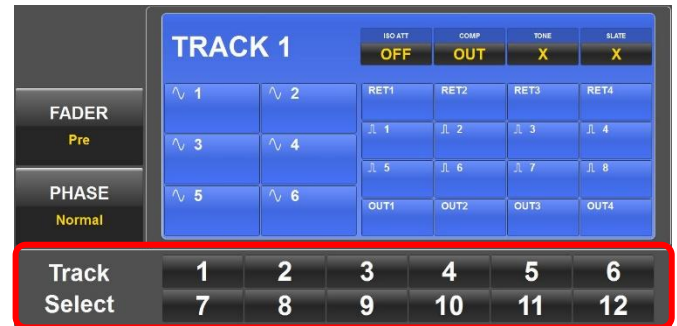 TRACK 1
ISO ATT COMP TONE SLATE
OFF OUT X X
FADER
Pre
PHASE
Normal
1 2
3 4
5 6
RET1 RET2 RET3 RET4
1 2 3 4
5 6 7 8
OUT1 OUT2 OUT3 OUT4
Track Select
1 2 3 4 5 6
7 8 9 10 11 12